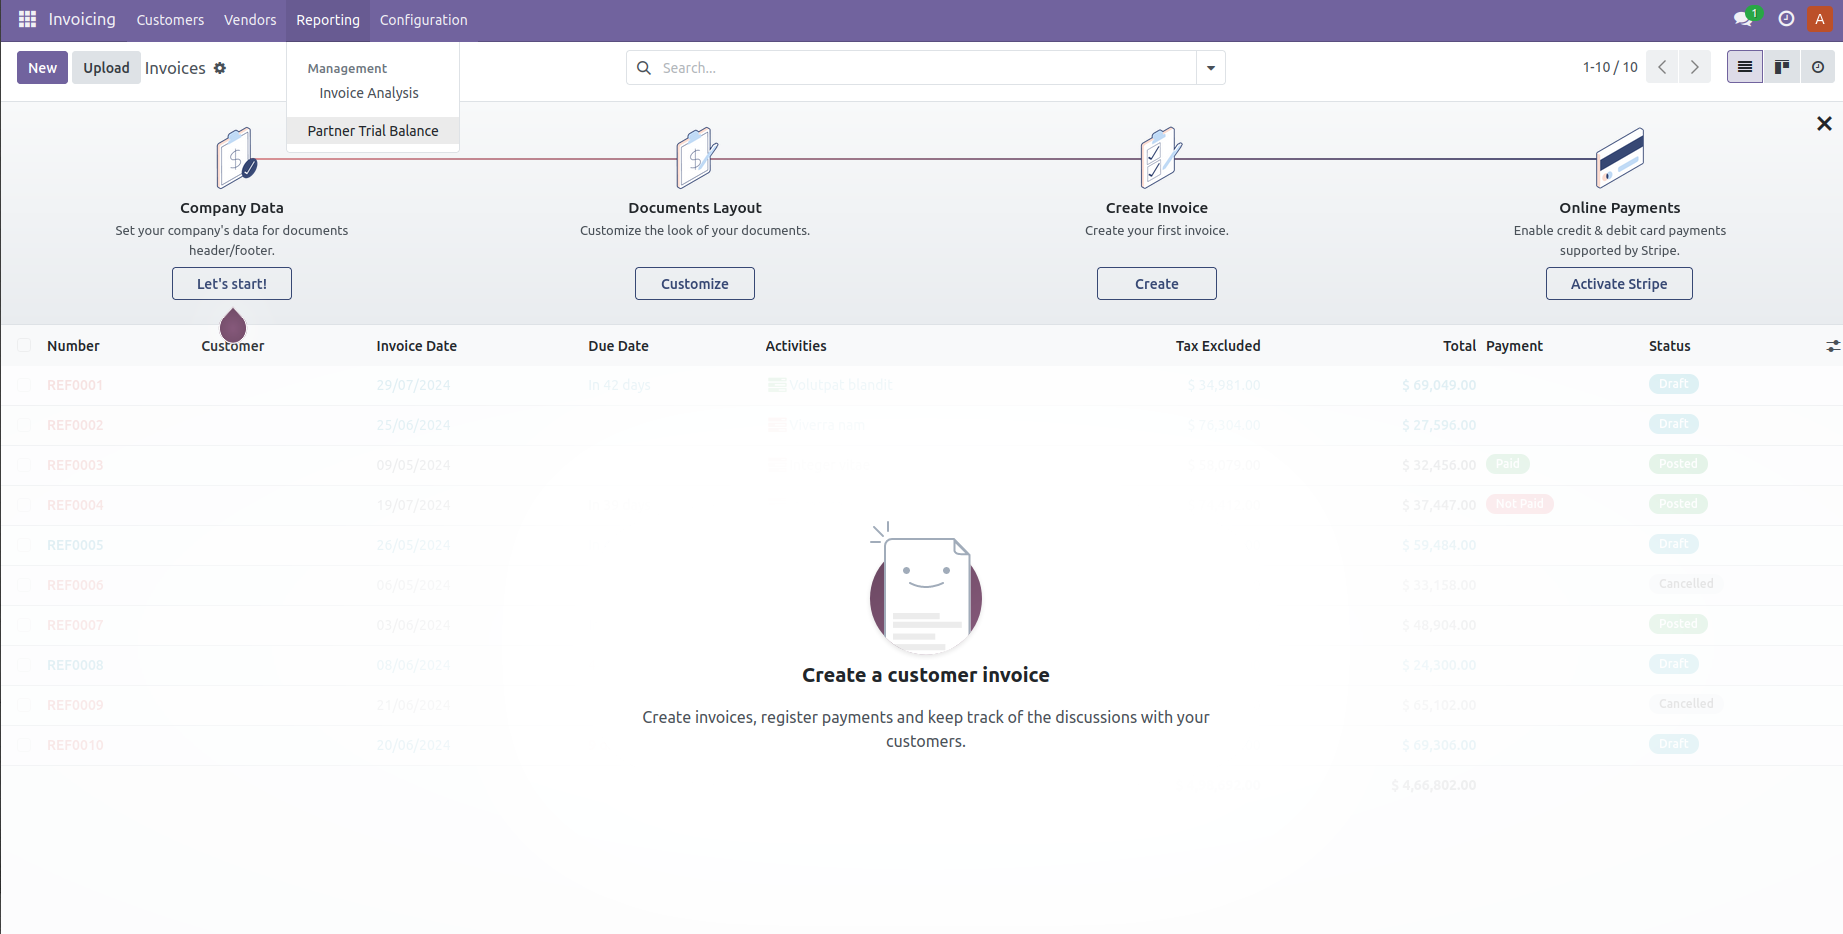 Invoicing Customers Vendors Reporting Configuration 1 A
New Upload Invoices Search... 1-10 / 10
Management
Invoice Analysis
Partner Trial Balance
Company Data Documents Layout Create Invoice Online Payments
Set your company's data for documents Customize the look of your documents. Create your first invoice. Enable credit & debit card payments
header/footer. supported by Stripe.
Let's start! Customize Create Activate Stripe
Number Customer Invoice Date Due Date Activities Tax Excluded Total Payment Status
REF0001 29/07/2024 In 42 days Volutpat blandit $ 34,981.00 $ 69,049.00 Draft
REF0002 25/06/2024 Viverra nam $ 27,596.00 Draft
REF0003 09/05/2024 $ 32,456.00 Paid Posted
REF0004 19/07/2024 $ 37,447.00 Not Paid Posted
REF0005 26/05/2024 $ 59,484.00 Draft
REF0006 06/05/2024 $ 33,158.00 Cancelled
REF0007 03/06/2024 $ 48,904.00 Posted
REF0008 08/06/2024 $ 24,300.00 Draft
REF0009 21/06/2024 $ 65,102.00 Cancelled
REF0010 20/06/2024 $ 69,306.00 Draft
$ 4,66,802.00
Create a customer invoice
Create invoices, register payments and keep track of the discussions with your
customers.